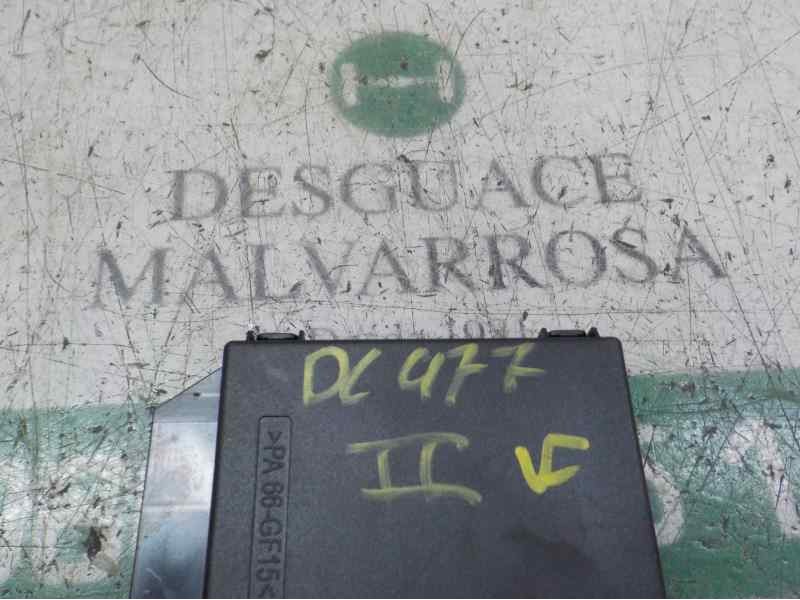 DESGUACE
MALVARROSA
DC 477
II
>PA 66-GF15<